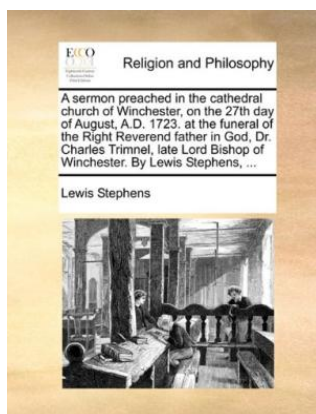 ECCO
Religion and Philosophy
A sermon preached in the cathedral
church of Winchester, on the 27th day
of August, A.D. 1723. at the funeral of
the Right Reverend father in God, Dr.
Charles Trimnel, late Lord Bishop of
Winchester. By Lewis Stephens, ...
Lewis Stephens